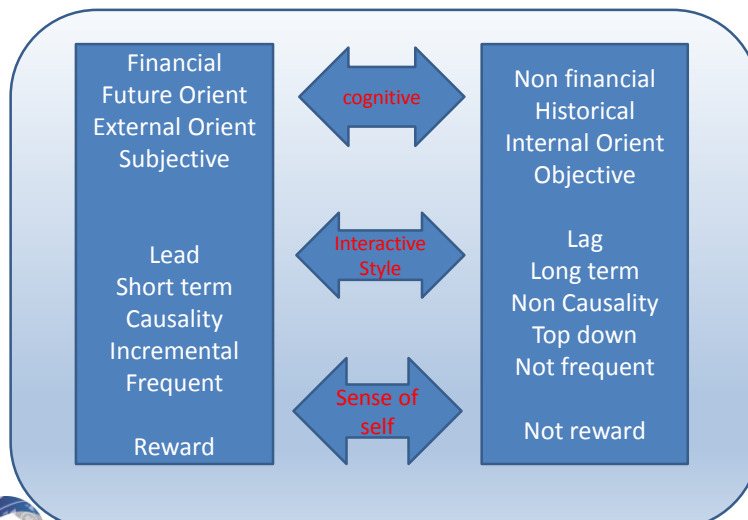 Financial
Future Orient
External Orient
Subjective
Lead
Short term
Causality
Incremental
Frequent
Reward
cognitive
Interactive
Style
Sense of
self
Non financial
Historical
Internal Orient
Objective
Lag
Long term
Non Causality
Top down
Not frequent
Not reward